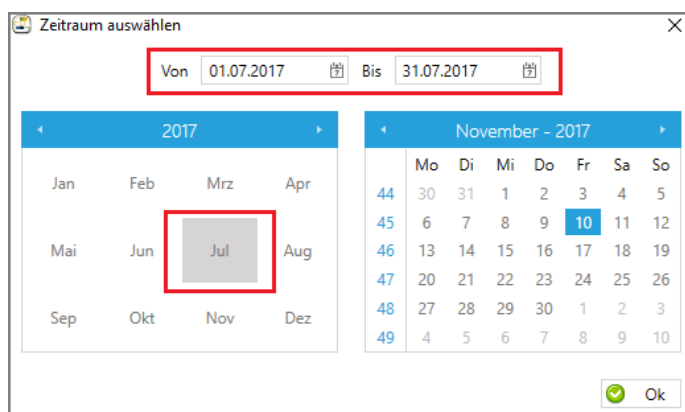 Zeitraum auswählen
Von 01.07.2017 Bis 31.07.2017
2017
Jan Feb Mrz Apr
Mai Jun Jul Aug
Sep Okt Nov Dez
November - 2017
Mo Di Mi Do Fr Sa So
44 30 31 1 2 3 4 5
45 6 7 8 9 10 11 12
46 13 14 15 16 17 18 19
47 20 21 22 23 24 25 26
48 27 28 29 30 1 2 3
49 4 5 6 7 8 9 10
Ok